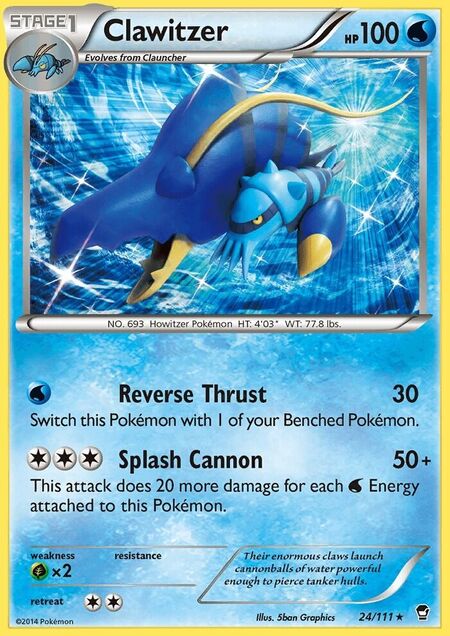 STAGE1
Clawitzer
HP100
Evolves from Clauncher
NO. 693 Howitzer Pokémon HT: 4'03" WT: 77.8 lbs.
Reverse Thrust 30
Switch this Pokémon with 1 of your Benched Pokémon.
Splash Cannon 50+
This attack does 20 more damage for each Energy
attached to this Pokémon.
weakness resistance
×2
retreat
Their enormous claws launch
cannonballs of water powerful
enough to pierce tanker hulls.
©2014 Pokémon
Illus. 5ban Graphics
24/111 ★